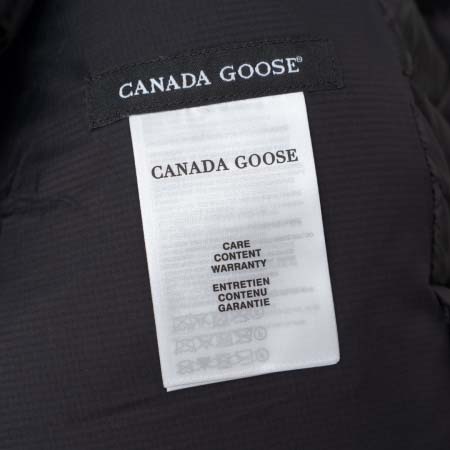 CANADA GOOSE®
CANADA GOOSE
CARE
CONTENT
WARRANTY
ENTRETIEN
CONTENU
GARANTIE